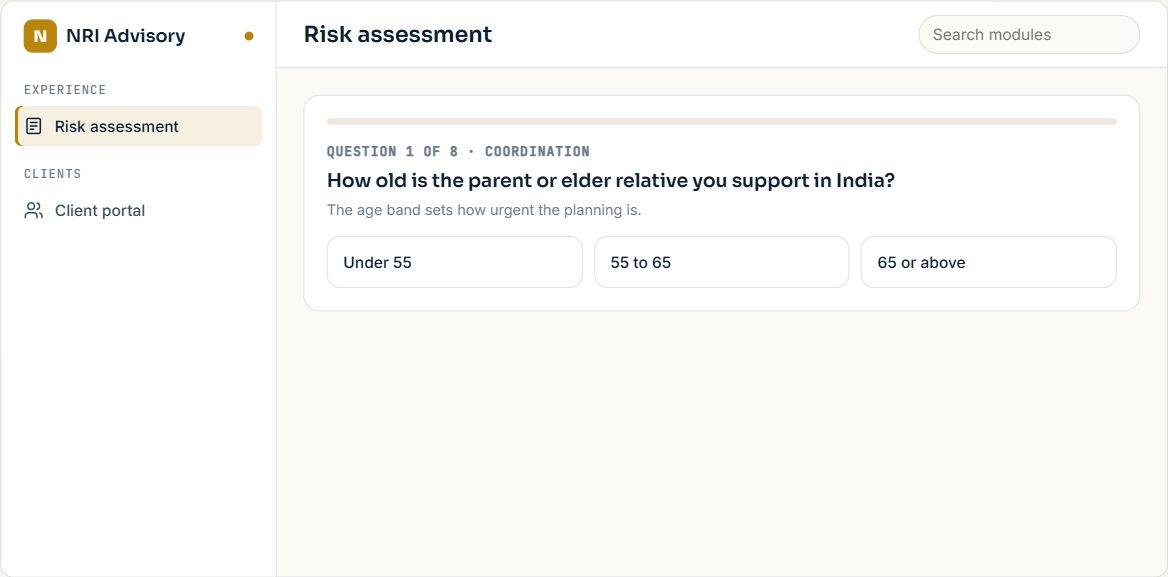 N NRI Advisory
EXPERIENCE
Risk assessment
CLIENTS
Client portal
Risk assessment
Search modules
QUESTION 1 OF 8 · COORDINATION
How old is the parent or elder relative you support in India?
The age band sets how urgent the planning is.
Under 55
55 to 65
65 or above